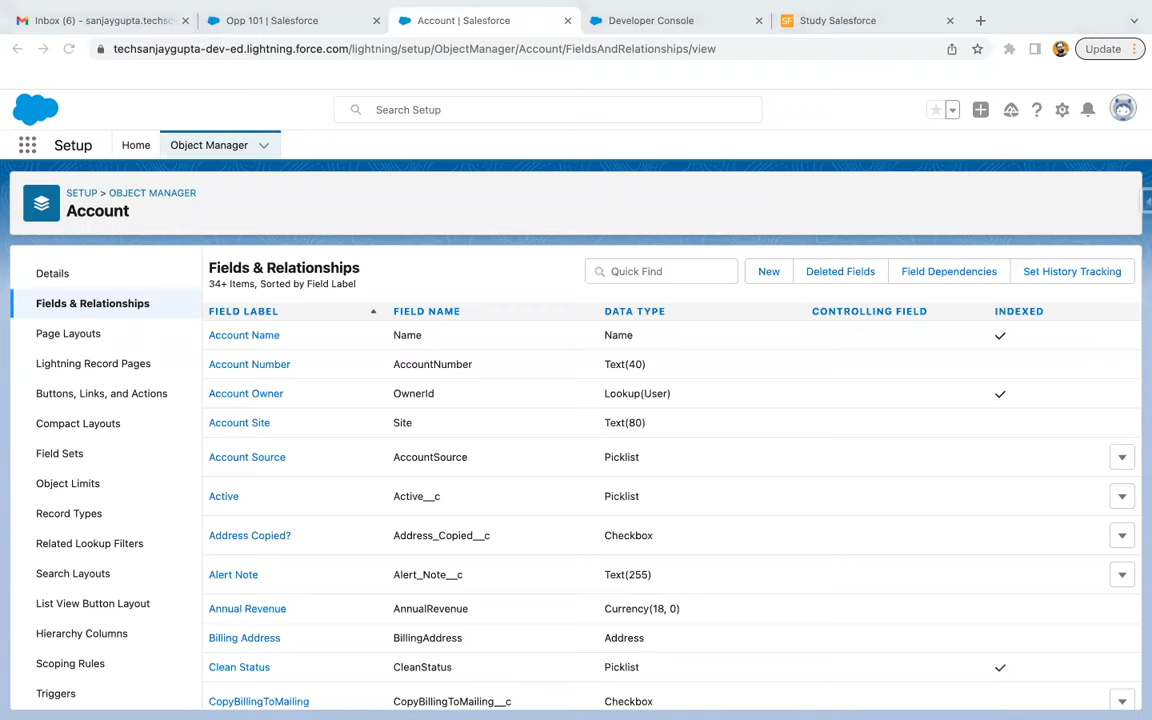 Inbox (6) - sanjaygupta.techsch
Opp 101 | Salesforce
Account | Salesforce
Developer Console
SF
Study Salesforce
techsanjaygupta-dev-ed.lightning.force.com/lightning/setup/ObjectManager/Account/FieldsAndRelationships/view
Update
Search Setup
Setup
Home
Object Manager
SETUP > OBJECT MANAGER
Account
Details
Fields & Relationships
Page Layouts
Lightning Record Pages
Buttons, Links, and Actions
Compact Layouts
Field Sets
Object Limits
Record Types
Related Lookup Filters
Search Layouts
List View Button Layout
Hierarchy Columns
Scoping Rules
Triggers
Fields & Relationships
34+ Items, Sorted by Field Label
Quick Find
New
Deleted Fields
Field Dependencies
Set History Tracking
FIELD LABEL FIELD NAME DATA TYPE CONTROLLING FIELD INDEXED
Account Name Name Name
Account Number AccountNumber Text(40)
Account Owner OwnerId Lookup(User)
Account Site Site Text(80)
Account Source AccountSource Picklist
Active Active__c Picklist
Address Copied? Address_Copied__c Checkbox
Alert Note Alert_Note__c Text(255)
Annual Revenue AnnualRevenue Currency(18, 0)
Billing Address BillingAddress Address
Clean Status CleanStatus Picklist
CopyBillingToMailing CopyBillingToMailing__c Checkbox